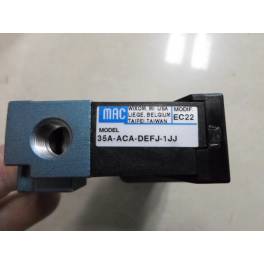 MAC
WIXOM, MI. USA
LIEGE, BELGIUM
TAIPEI, TAIWAN
MODIF.
EC22
MODEL
35A-ACA-DEFJ-1JJ